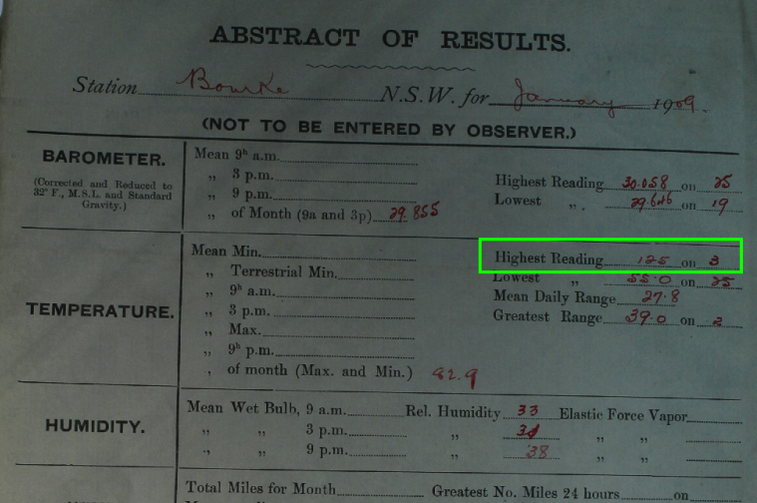 ABSTRACT OF RESULTS.
Station Bourke N.S.W. for January 1909.
(NOT TO BE ENTERED BY OBSERVER.)
BAROMETER.
(Corrected and Reduced to
32° F., M.S.L. and Standard
Gravity.)
Mean 9h a.m.
„ 3 p.m.
„ 9 p.m.
„ of Month (9a and 3p) 29.855
Highest Reading 30.058 on 25
Lowest „ 29.646 on 19
TEMPERATURE.
Mean Min.
„ Terrestrial Min.
„ 9h a.m.
„ 3 p.m.
„ Max.
„ 9h p.m.
„ of month (Max. and Min.) 82.9
Highest Reading 125 on 3
Lowest „ 55.0 on 25
Mean Daily Range 27.8
Greatest Range 39.0 on 2
HUMIDITY.
Mean Wet Bulb, 9 a.m. Rel. Humidity 33 Elastic Force Vapor
„ „ 3 p.m. „ „ „
„ „ 9 p.m. „ 38 „ „
Total Miles for Month Greatest No. Miles 24 hours on